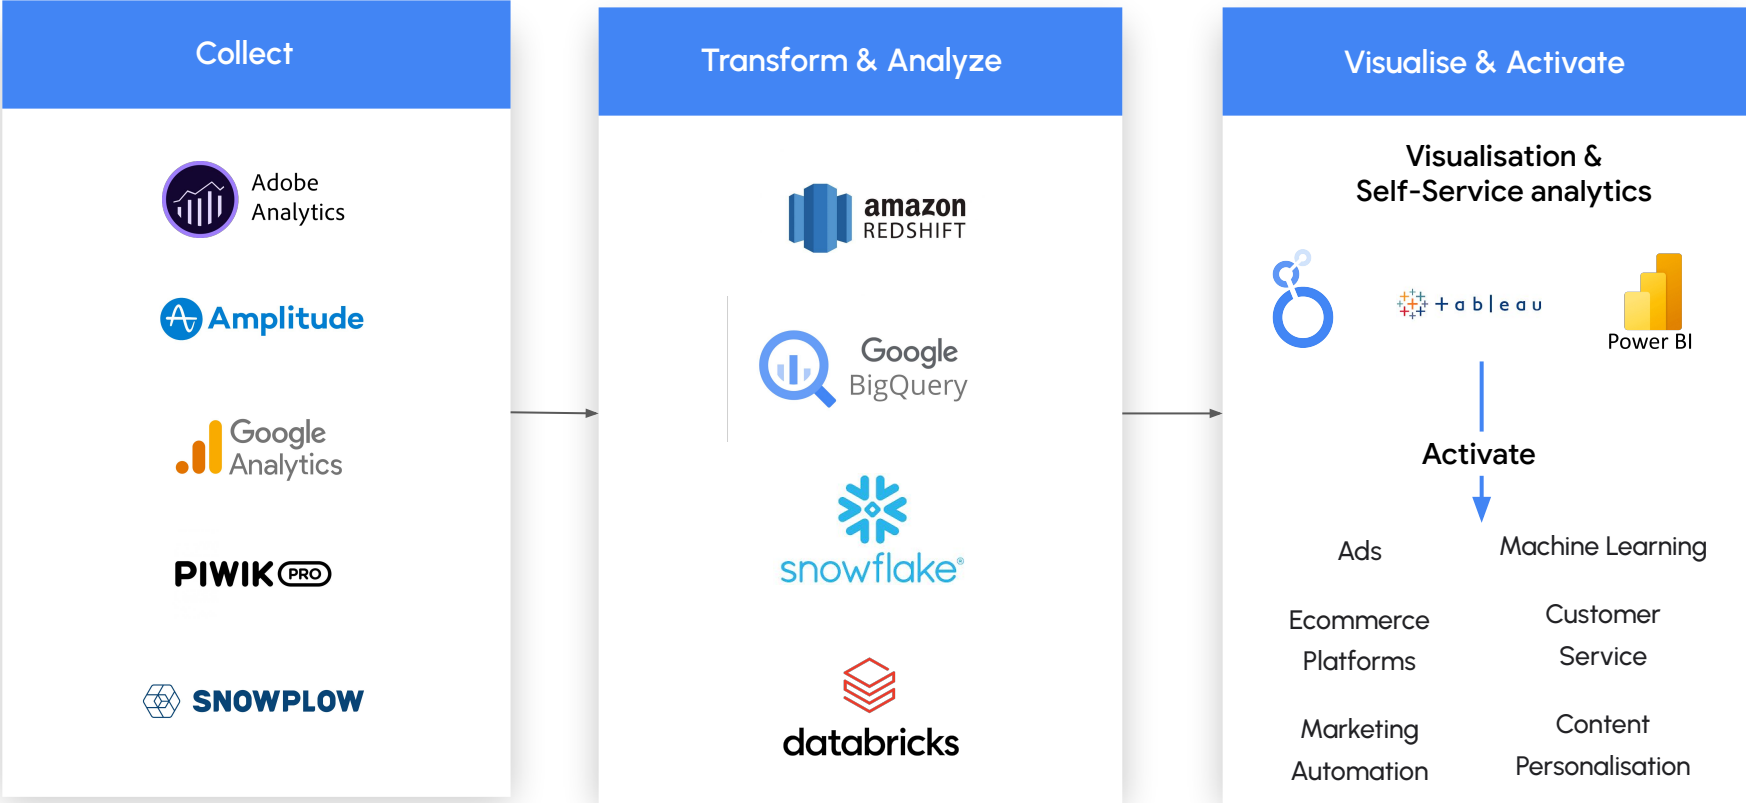 Collect
Adobe
Analytics
Amplitude
Google
Analytics
PIWIK PRO
SNOWPLOW
Transform & Analyze
amazon
REDSHIFT
Google
BigQuery
snowflake®
databricks
Visualise & Activate
Visualisation &
Self-Service analytics
+ableau
Power BI
Activate
Ads
Machine Learning
Ecommerce
Platforms
Customer
Service
Marketing
Automation
Content
Personalisation